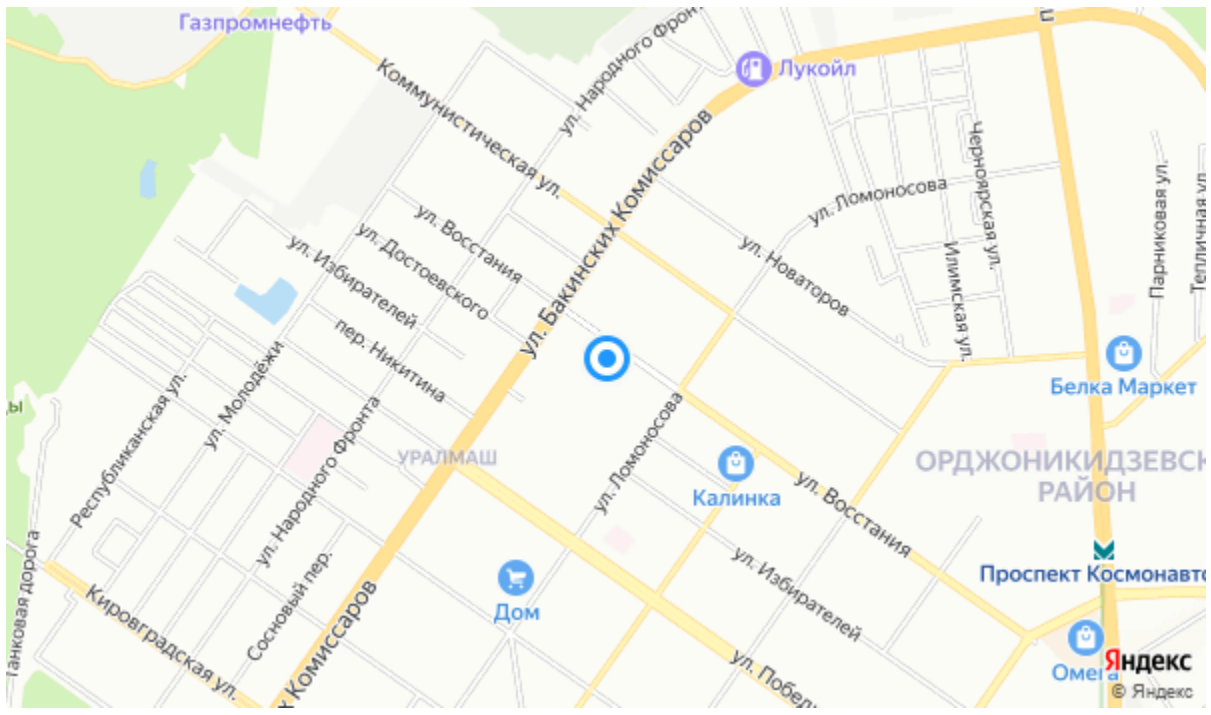 Газпромнефть
ул. Народного Фронта
Лукойл
Коммунистическая ул.
ул. Бакинских Комиссаров
Черноярская ул.
Парниковая ул.
Тепличная ул.
ул. Ломоносова
ул. Восстания
ул. Достоевского
ул. Избирателей
ул. Новаторов
Илимская ул.
пер. Никитина
ул. Молодёжи
Республиканская ул.
Белка Маркет
ды
ул. Народного Фронта
УРАЛМАШ
ул. Ломоносова
Калинка
ул. Восстания
ОРДЖОНИКИДЗЕВСК
РАЙОН
Проспект Космонавто
Танковая дорога
Сосновый пер.
Кировградская ул.
х Комиссаров
Дом
ул. Избирателей
ул. Победы
Омега
Яндекс
© Яндекс